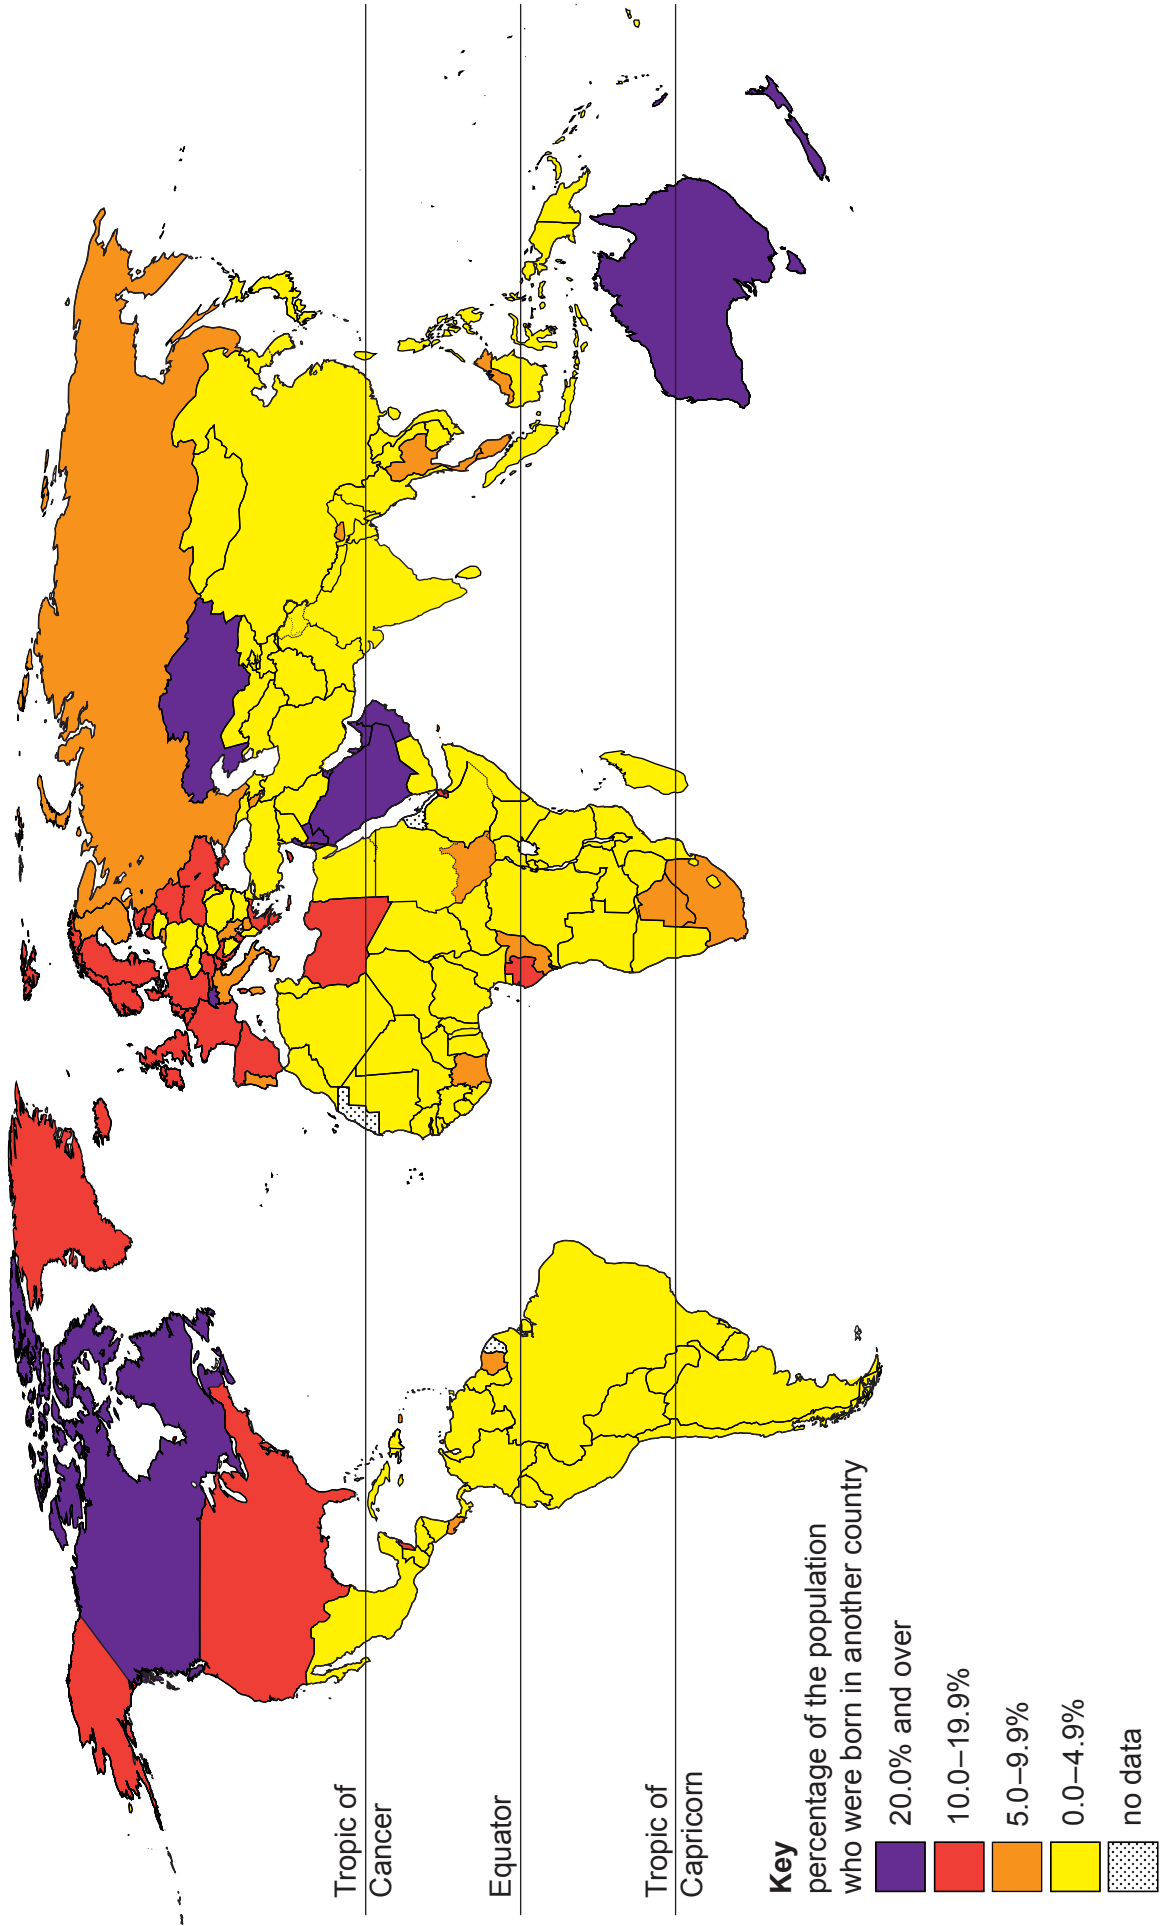 Tropic of
Cancer
Equator
Tropic of
Capricorn
Key
percentage of the population
who were born in another country
20.0% and over
10.0–19.9%
5.0–9.9%
0.0–4.9%
no data